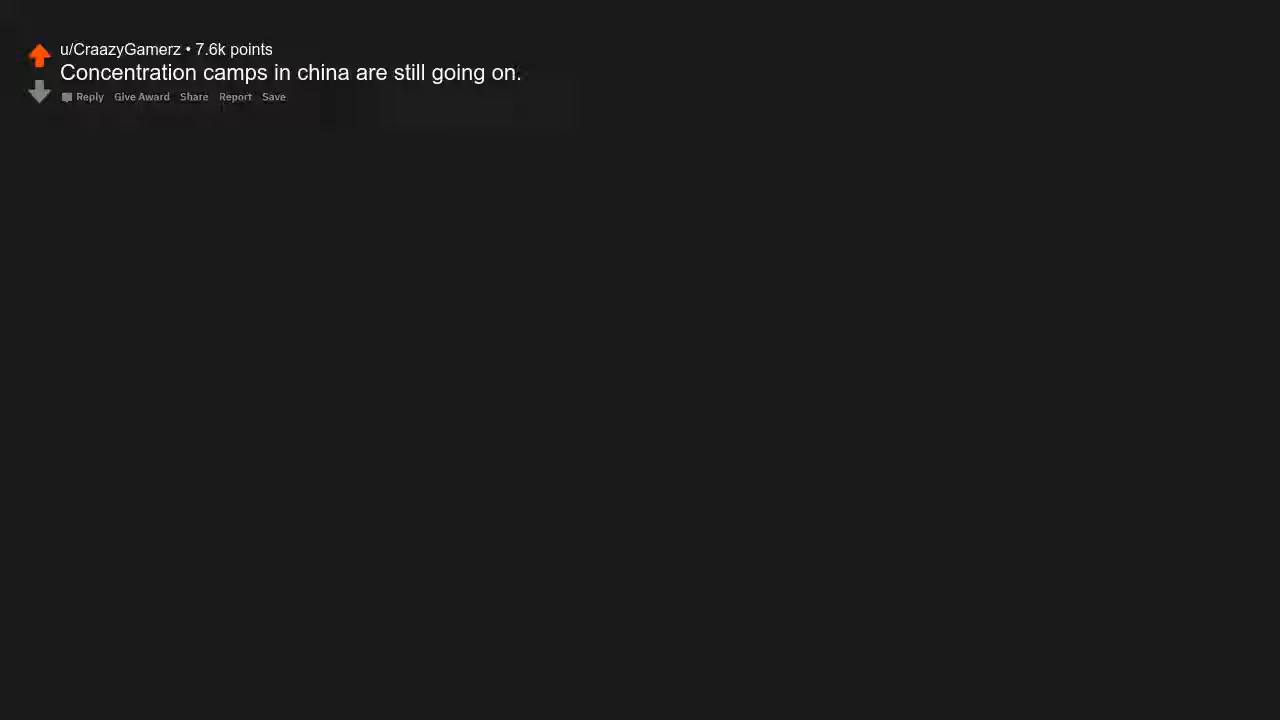 u/CraazyGamerz • 7.6k points
Concentration camps in china are still going on.
Reply Give Award Share Report Save